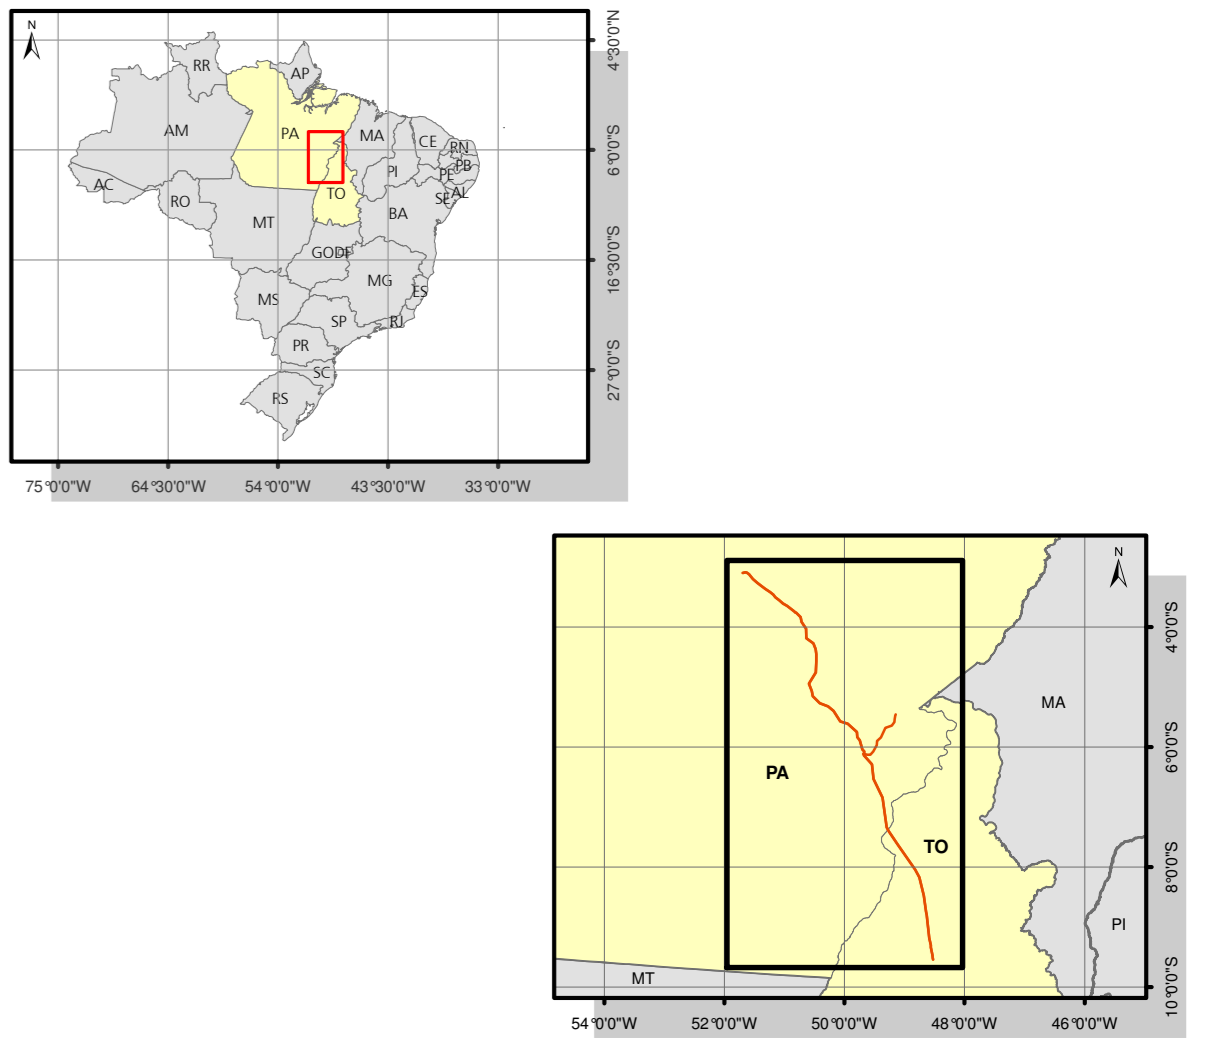 N
RR
AP
AM
PA
MA
CE
RN
PB
PI
PE
AC
TO
AL
SE
RO
BA
MT
GO
DF
MG
ES
MS
SP
RJ
PR
SC
RS
4°30'0"N
6°0'0"S
16°30'0"S
27°0'0"S
75°0'0"W 64°30'0"W 54°0'0"W 43°30'0"W 33°0'0"W
N
MA
PA
TO
PI
MT
4°0'0"S
6°0'0"S
8°0'0"S
10°0'0"S
54°0'0"W 52°0'0"W 50°0'0"W 48°0'0"W 46°0'0"W